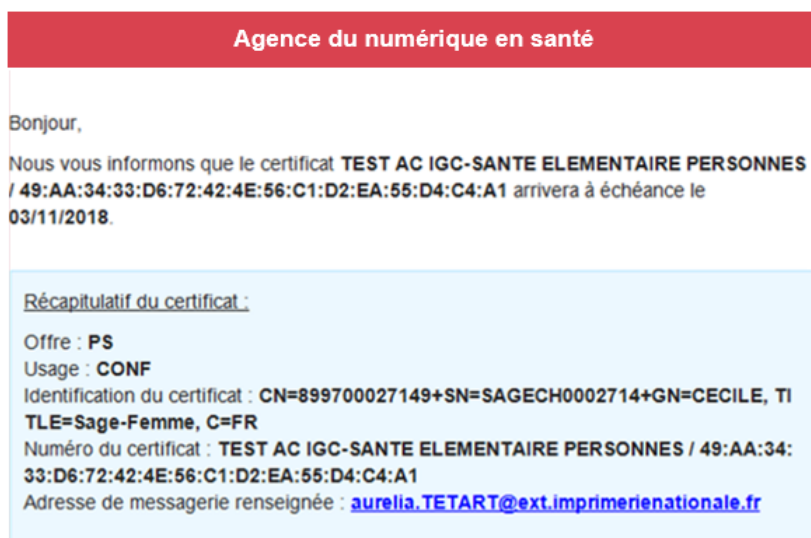 Agence du numérique en santé
Bonjour,
Nous vous informons que le certificat TEST AC IGC-SANTE ELEMENTAIRE PERSONNES
/ 49:AA:34:33:D6:72:42:4E:56:C1:D2:EA:55:D4:C4:A1 arrivera à échéance le
03/11/2018.
Récapitulatif du certificat :
Offre : PS
Usage : CONF
Identification du certificat : CN=899700027149+SN=SAGECH0002714+GN=CECILE, TI
TLE=Sage-Femme, C=FR
Numéro du certificat : TEST AC IGC-SANTE ELEMENTAIRE PERSONNES / 49:AA:34:
33:D6:72:42:4E:56:C1:D2:EA:55:D4:C4:A1
Adresse de messagerie renseignée : aurelia.TETART@ext.imprimerienationale.fr